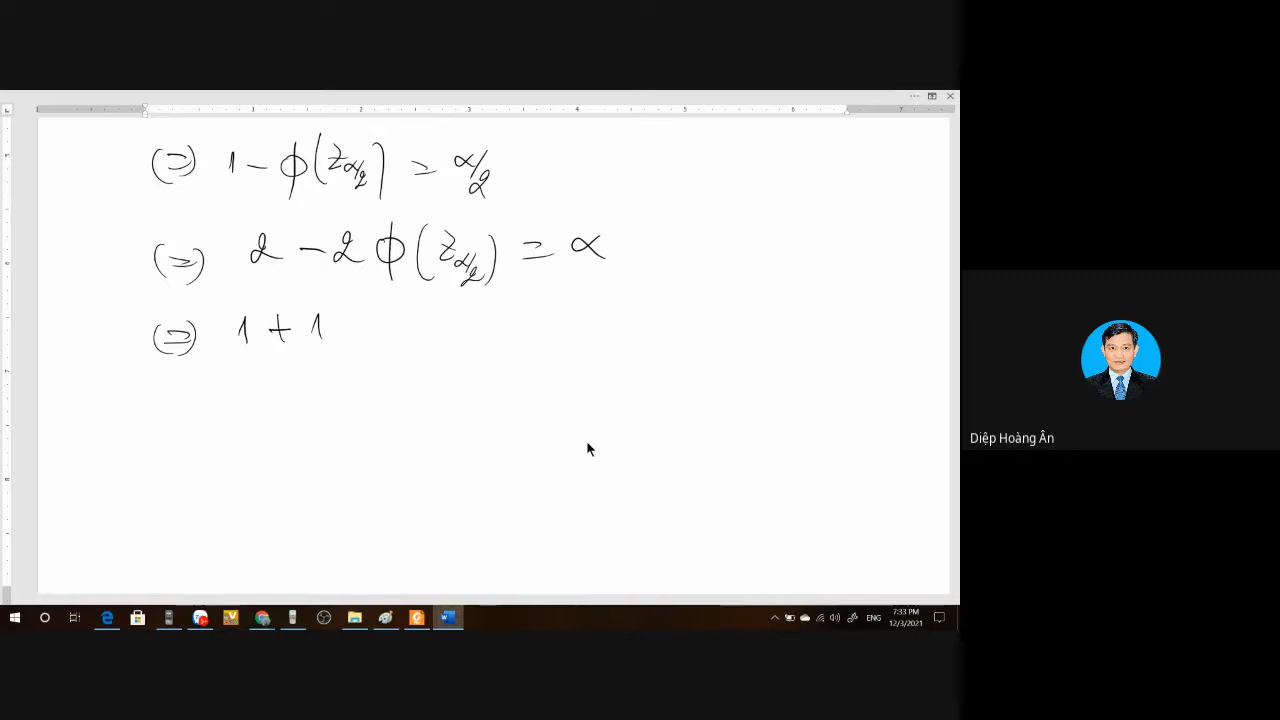 (=) 1 - ϕ(z_{α/2}) = α/2
(=) 2 - 2ϕ(z_{α/2}) = α
(=) 1 + 1
Diệp Hoàng Ân
ENG
7:33 PM
12/3/2021